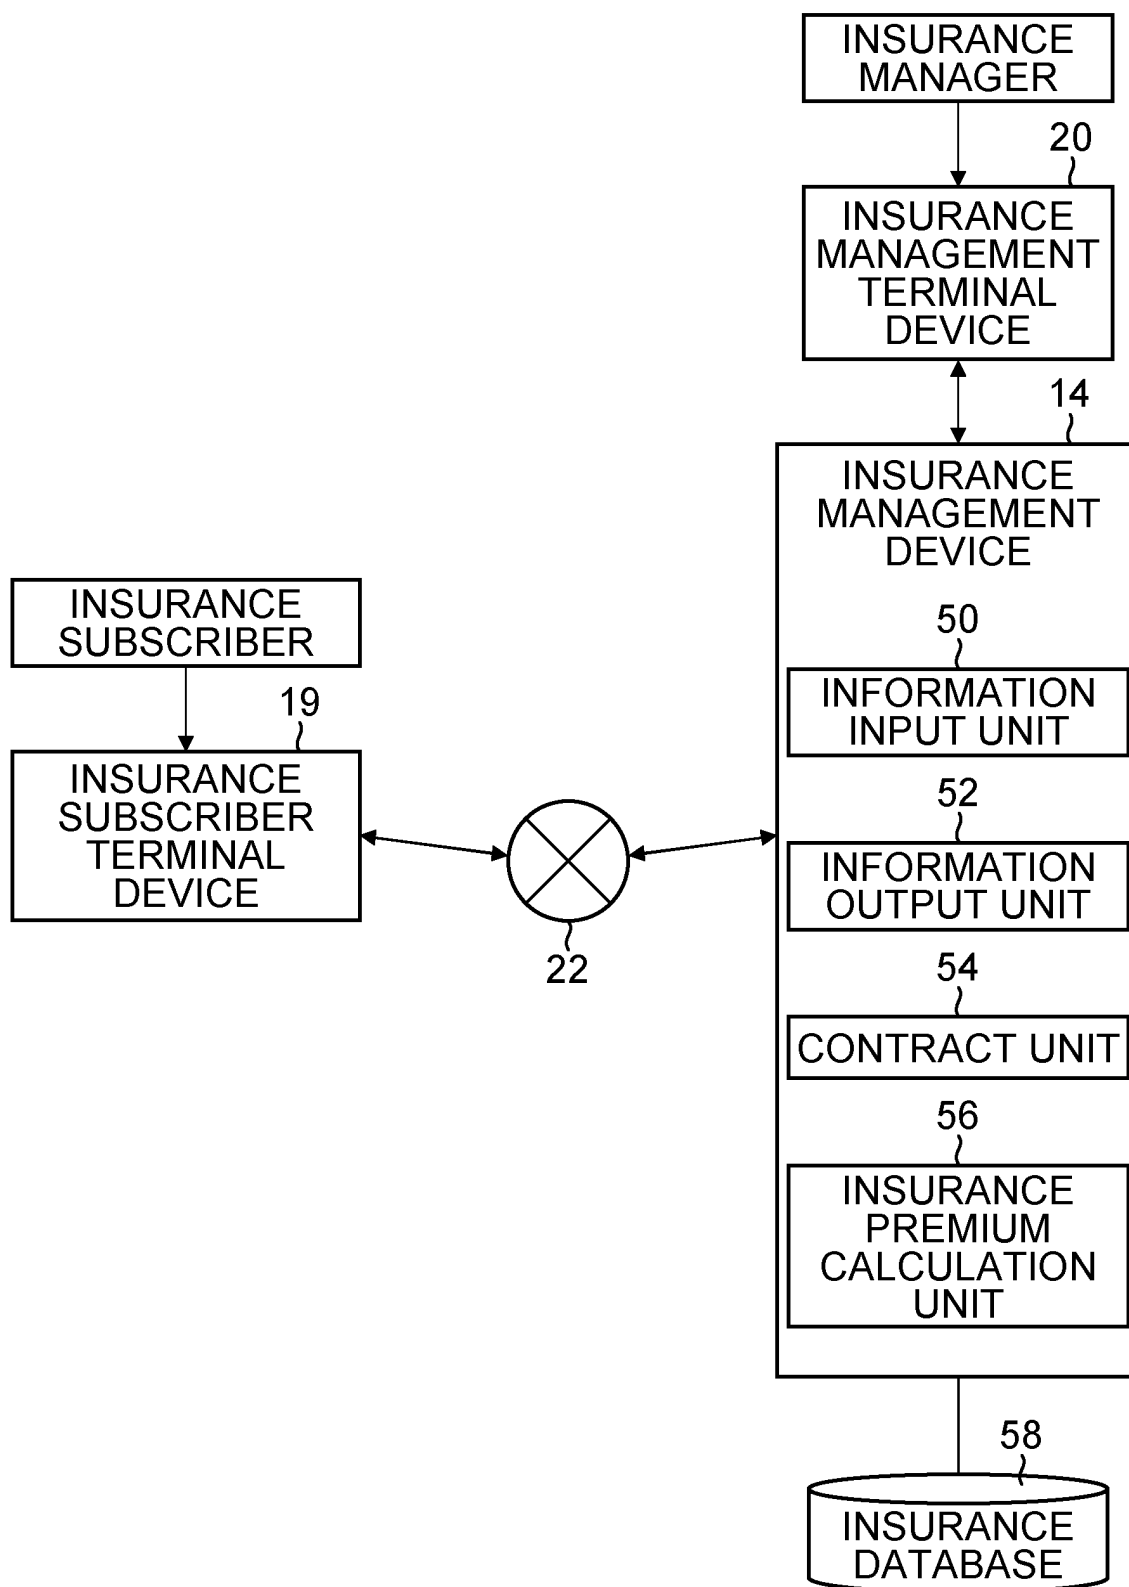 INSURANCE
MANAGER
20
INSURANCE
MANAGEMENT
TERMINAL
DEVICE
14
INSURANCE
MANAGEMENT
DEVICE
INSURANCE
SUBSCRIBER
19
INSURANCE
SUBSCRIBER
TERMINAL
DEVICE
22
50
INFORMATION
INPUT UNIT
52
INFORMATION
OUTPUT UNIT
54
CONTRACT UNIT
56
INSURANCE
PREMIUM
CALCULATION
UNIT
58
INSURANCE
DATABASE